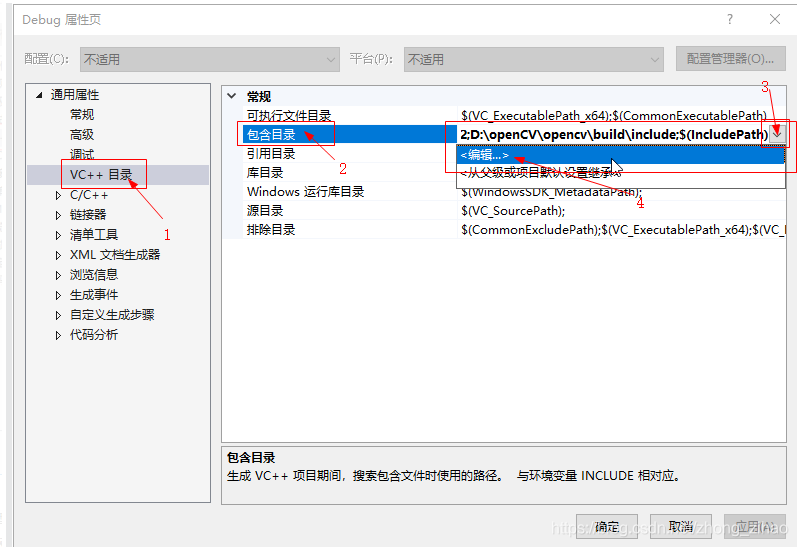 Debug 属性页
?
配置(C): 不适用 平台(P): 不适用 配置管理器(O)...
3
通用属性
常规
高级
调试
VC++ 目录
1
C/C++
链接器
清单工具
XML 文档生成器
浏览信息
生成事件
自定义生成步骤
代码分析
常规
可执行文件目录 $(VC_ExecutablePath_x64);$(CommonExecutablePath)
包含目录 2;D:\openCV\opencv\build\include;$(IncludePath)
2
引用目录 <编辑...>
库目录 <从父级或项目默认设置继承>
4
Windows 运行库目录 $(WindowsSDK_MetadataPath);
源目录 $(VC_SourcePath);
排除目录 $(CommonExcludePath);$(VC_ExecutablePath_x64);$(VC_
包含目录
生成 VC++ 项目期间，搜索包含文件时使用的路径。 与环境变量 INCLUDE 相对应。
确定 取消 应用(A)